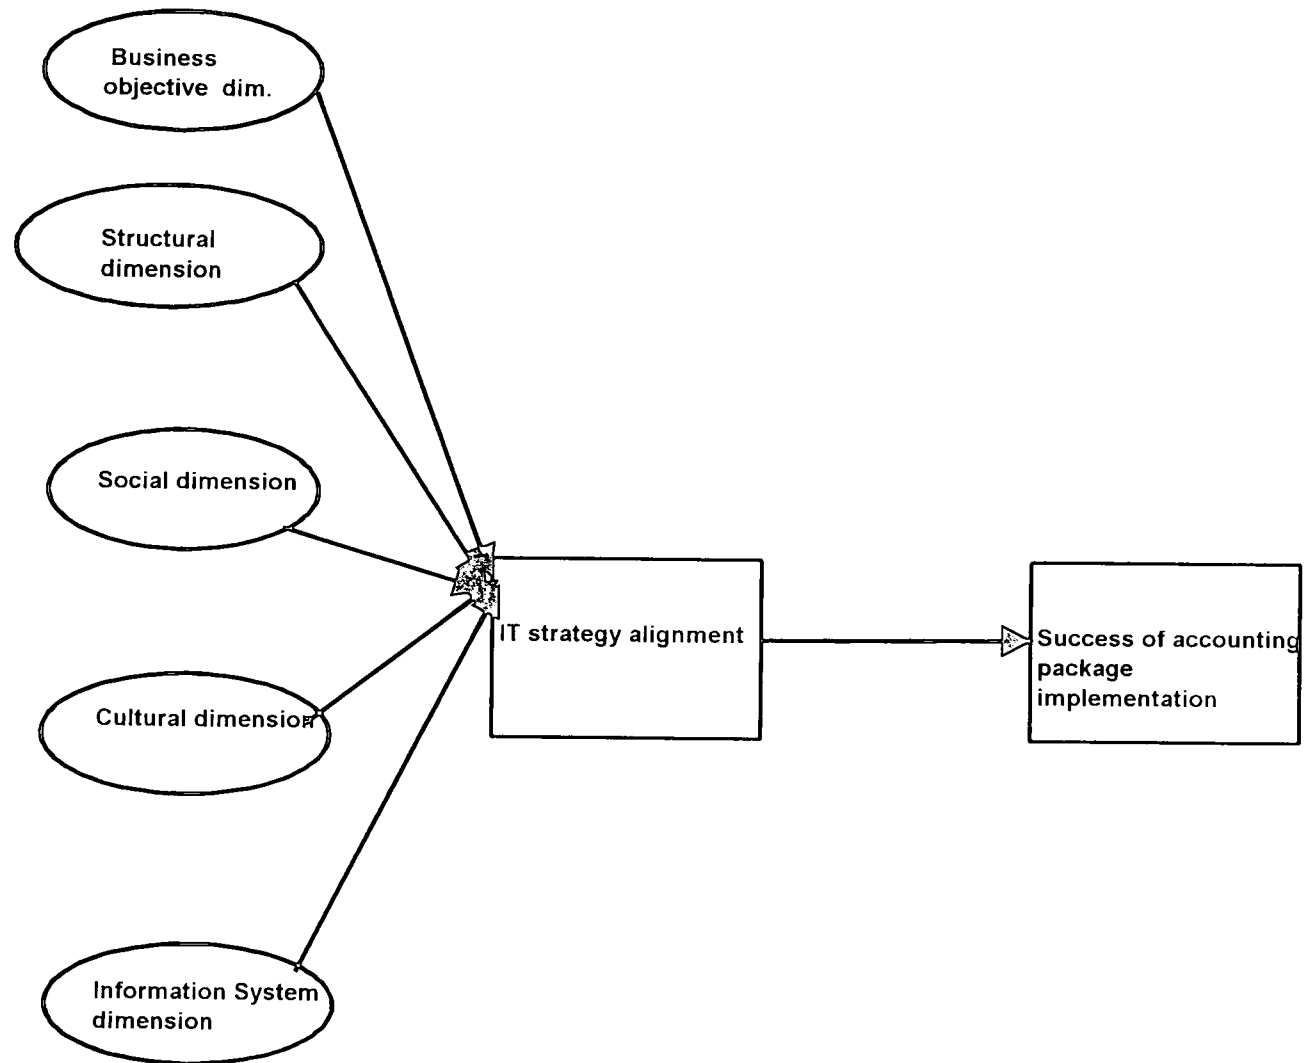 Business
objective dim.
Structural
dimension
Social dimension
IT strategy alignment
Success of accounting
package
implementation
Cultural dimension
Information System
dimension